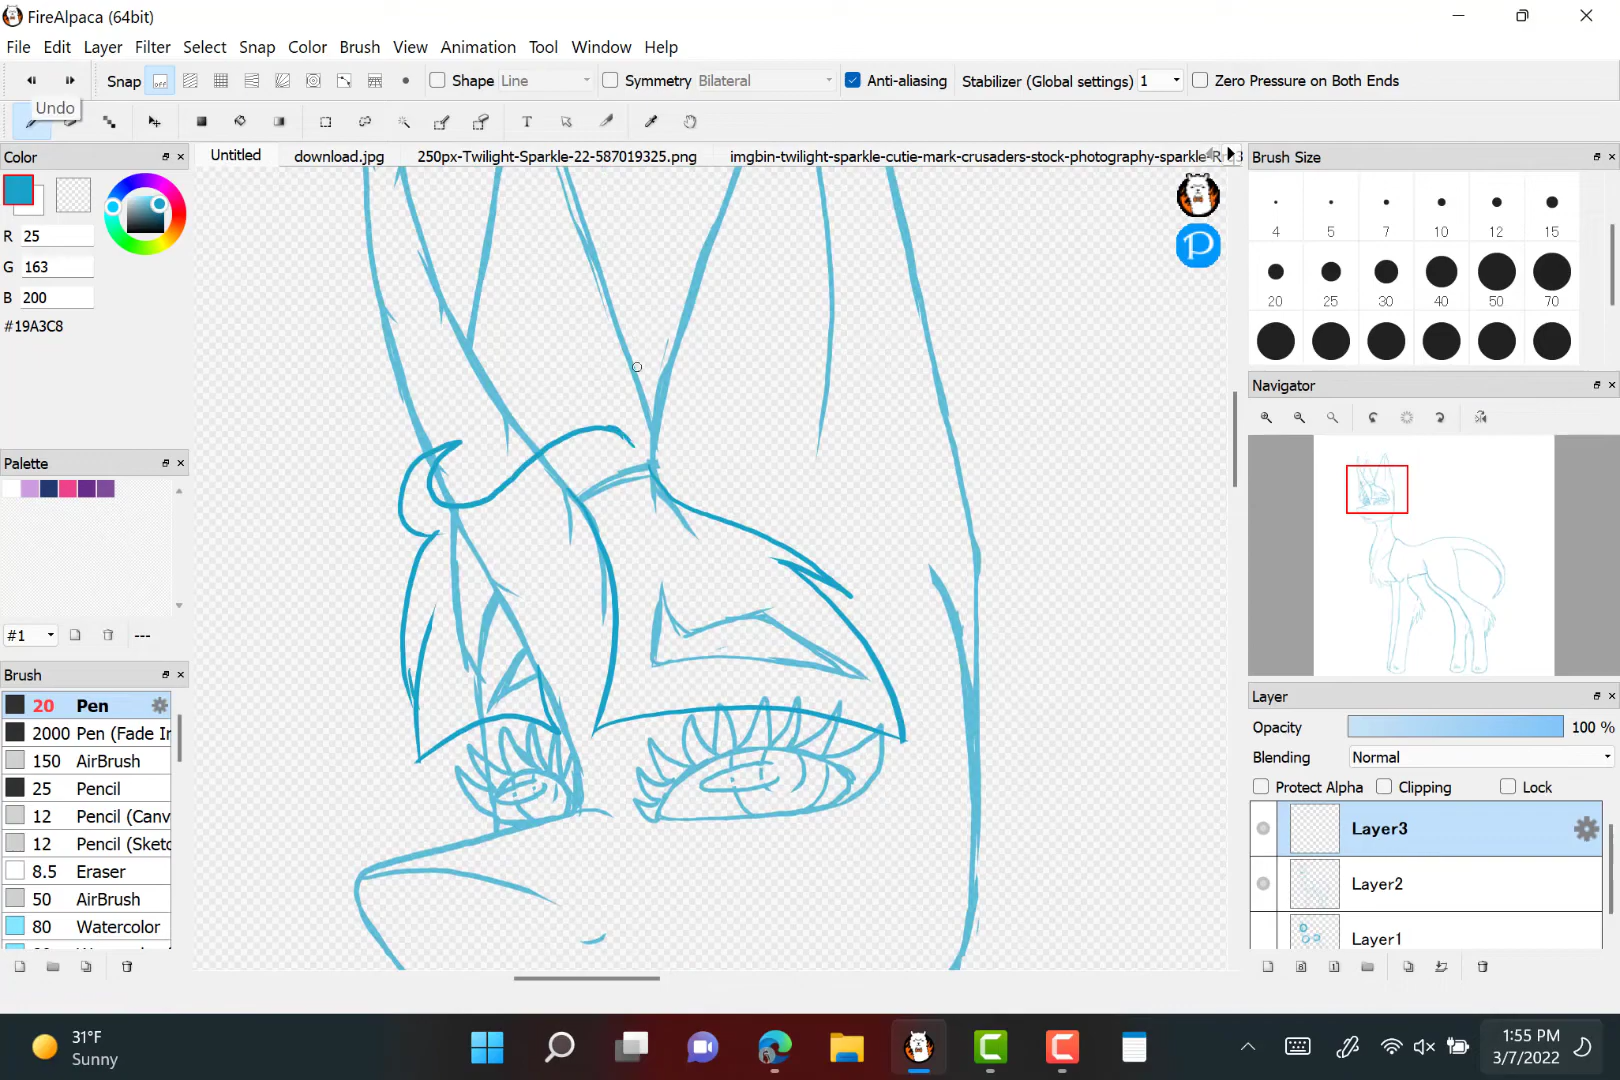 FireAlpaca (64bit)
File Edit Layer Filter Select Snap Color Brush View Animation Tool Window Help
Snap off Shape Line Symmetry Bilateral Anti-aliasing Stabilizer (Global settings) 1 Zero Pressure on Both Ends
Undo
T
Untitled download.jpg 250px-Twilight-Sparkle-22-587019325.png imgbin-twilight-sparkle-cutie-mark-crusaders-stock-photography-sparkle
Color
R 25
G 163
B 200
#19A3C8
Palette
#1 ---
Brush
20 Pen
2000 Pen (Fade Ir
150 AirBrush
25 Pencil
12 Pencil (Canv
12 Pencil (Sketc
8.5 Eraser
50 AirBrush
80 Watercolor
P
Brush Size
4 5 7 10 12 15
20 25 30 40 50 70
Navigator
Layer
Opacity 100 %
Blending Normal
Protect Alpha Clipping Lock
Layer3
Layer2
Layer1
8 1
31°F
Sunny
1:55 PM
3/7/2022